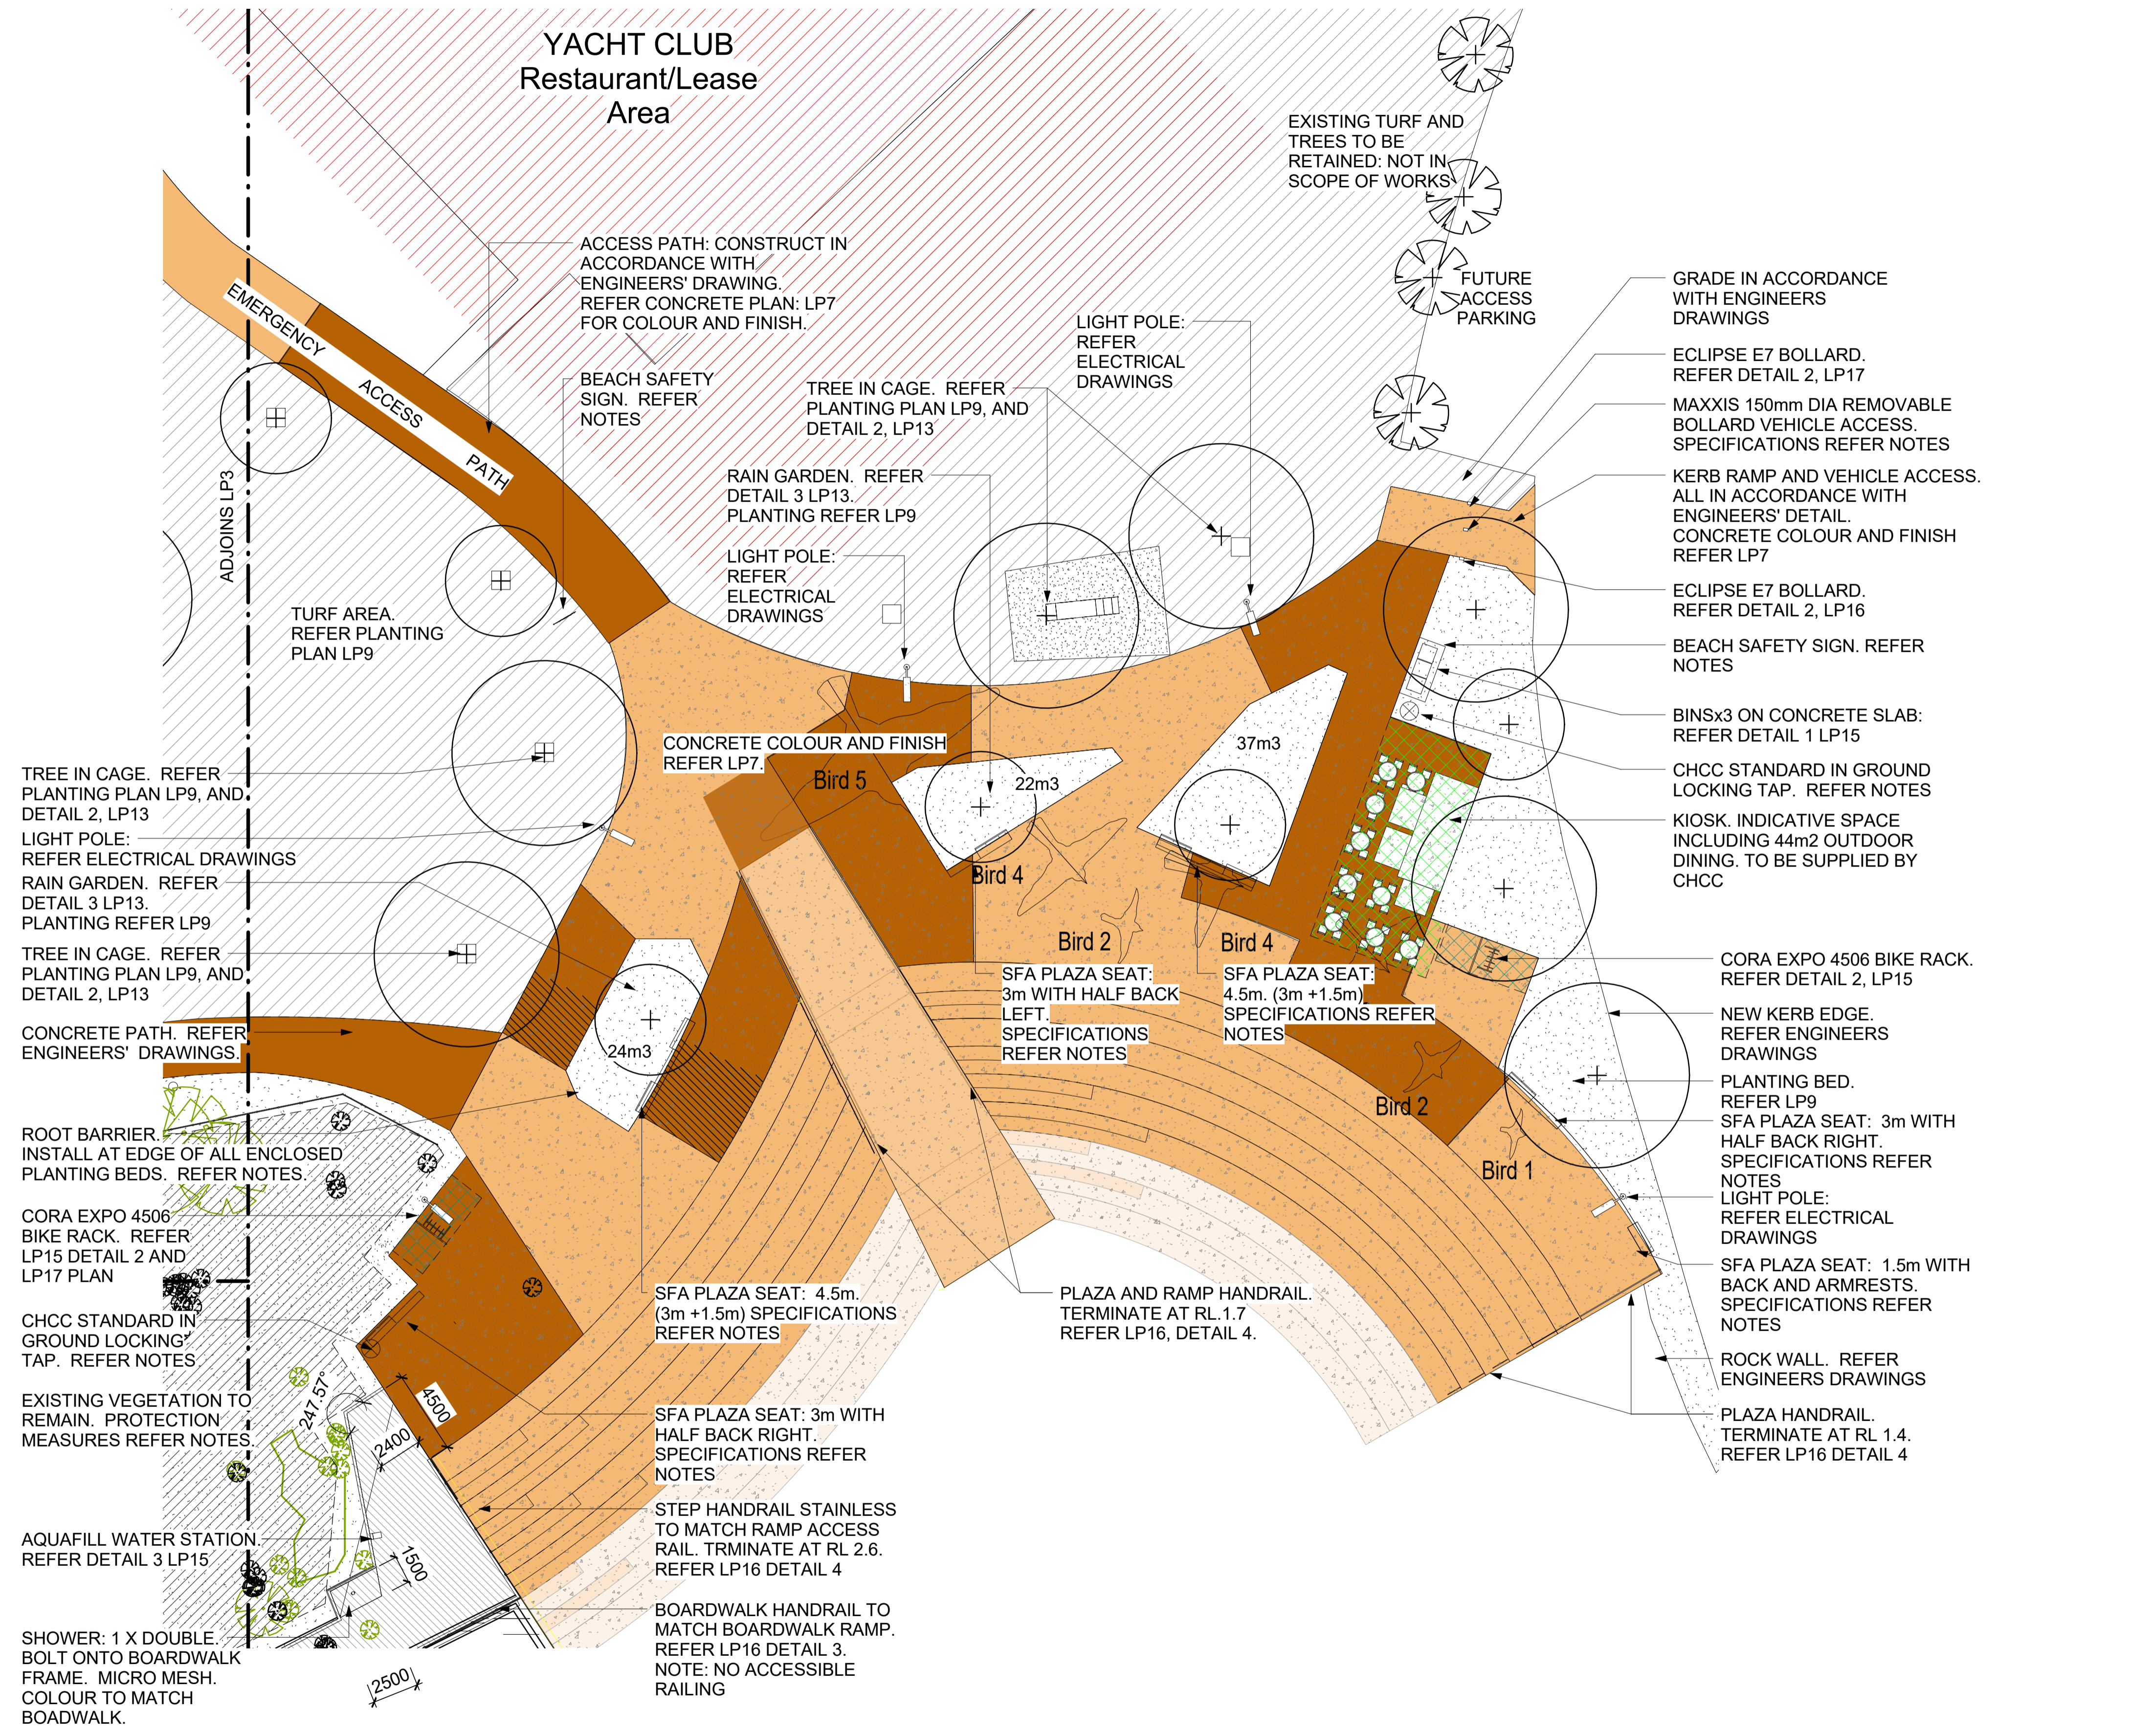 YACHT CLUB
Restaurant/Lease
Area
EXISTING TURF AND
TREES TO BE
RETAINED: NOT IN
SCOPE OF WORKS
ACCESS PATH: CONSTRUCT IN
ACCORDANCE WITH
ENGINEERS' DRAWING.
REFER CONCRETE PLAN: LP7
FOR COLOUR AND FINISH.
BEACH SAFETY
SIGN.  REFER
NOTES
LIGHT POLE:
REFER
ELECTRICAL
DRAWINGS
TREE IN CAGE.  REFER
PLANTING PLAN LP9, AND
DETAIL 2, LP13
RAIN GARDEN.  REFER
DETAIL 3 LP13.
PLANTING REFER LP9
LIGHT POLE:
REFER
ELECTRICAL
DRAWINGS
FUTURE
ACCESS
PARKING
EMERGENCY
ACCESS
PATH
ADJOINS LP3
TURF AREA.
REFER PLANTING
PLAN LP9
CONCRETE COLOUR AND FINISH
REFER LP7.
Bird 5
22m3
37m3
Bird 4
Bird 2
Bird 4
24m3
Bird 2
Bird 1
GRADE IN ACCORDANCE
WITH ENGINEERS
DRAWINGS
ECLIPSE E7 BOLLARD.
REFER DETAIL 2, LP17
MAXXIS 150mm DIA REMOVABLE
BOLLARD VEHICLE ACCESS.
SPECIFICATIONS REFER NOTES
KERB RAMP AND VEHICLE ACCESS.
ALL IN ACCORDANCE WITH
ENGINEERS' DETAIL.
CONCRETE COLOUR AND FINISH
REFER LP7
ECLIPSE E7 BOLLARD.
REFER DETAIL 2, LP16
BEACH SAFETY SIGN. REFER
NOTES
BINSx3 ON CONCRETE SLAB:
REFER DETAIL 1 LP15
CHCC STANDARD IN GROUND
LOCKING TAP.  REFER NOTES
KIOSK. INDICATIVE SPACE
INCLUDING 44m2 OUTDOOR
DINING. TO BE SUPPLIED BY
CHCC
CORA EXPO 4506 BIKE RACK.
REFER DETAIL 2, LP15
NEW KERB EDGE.
REFER ENGINEERS
DRAWINGS
PLANTING BED.
REFER LP9
SFA PLAZA SEAT:  3m WITH
HALF BACK RIGHT.
SPECIFICATIONS REFER
NOTES
LIGHT POLE:
REFER ELECTRICAL
DRAWINGS
SFA PLAZA SEAT:  1.5m WITH
BACK AND ARMRESTS.
SPECIFICATIONS REFER
NOTES
ROCK WALL.  REFER
ENGINEERS DRAWINGS
PLAZA HANDRAIL.
TERMINATE AT RL 1.4.
REFER LP16 DETAIL 4
TREE IN CAGE.  REFER
PLANTING PLAN LP9, AND
DETAIL 2, LP13
LIGHT POLE:
REFER ELECTRICAL DRAWINGS
RAIN GARDEN.  REFER
DETAIL 3 LP13.
PLANTING REFER LP9
TREE IN CAGE.  REFER
PLANTING PLAN LP9, AND
DETAIL 2, LP13
CONCRETE PATH.  REFER
ENGINEERS'  DRAWINGS.
ROOT BARRIER.
INSTALL AT EDGE OF ALL ENCLOSED
PLANTING BEDS.  REFER NOTES.
CORA EXPO 4506
BIKE RACK.  REFER
LP15 DETAIL 2 AND
LP17 PLAN
CHCC STANDARD IN
GROUND LOCKING
TAP.  REFER NOTES
EXISTING VEGETATION TO
REMAIN.  PROTECTION
MEASURES REFER NOTES.
AQUAFILL WATER STATION.
REFER DETAIL 3 LP15
SHOWER: 1 X DOUBLE.
BOLT ONTO BOARDWALK
FRAME.  MICRO MESH.
COLOUR TO MATCH
BOADWALK.
247.57°
4500
2400
1500
2500
SFA PLAZA SEAT:
3m WITH HALF BACK
LEFT.
SPECIFICATIONS
REFER NOTES
SFA PLAZA SEAT:
4.5m. (3m +1.5m)
SPECIFICATIONS REFER
NOTES
SFA PLAZA SEAT:  4.5m.
(3m +1.5m) SPECIFICATIONS
REFER NOTES
PLAZA AND RAMP HANDRAIL.
TERMINATE AT RL.1.7
REFER LP16, DETAIL 4.
SFA PLAZA SEAT: 3m WITH
HALF BACK RIGHT.
SPECIFICATIONS REFER
NOTES
STEP HANDRAIL STAINLESS
TO MATCH RAMP ACCESS
RAIL. TRMINATE AT RL 2.6.
REFER LP16 DETAIL 4
BOARDWALK HANDRAIL TO
MATCH BOARDWALK RAMP.
REFER LP16 DETAIL 3.
NOTE: NO ACCESSIBLE
RAILING